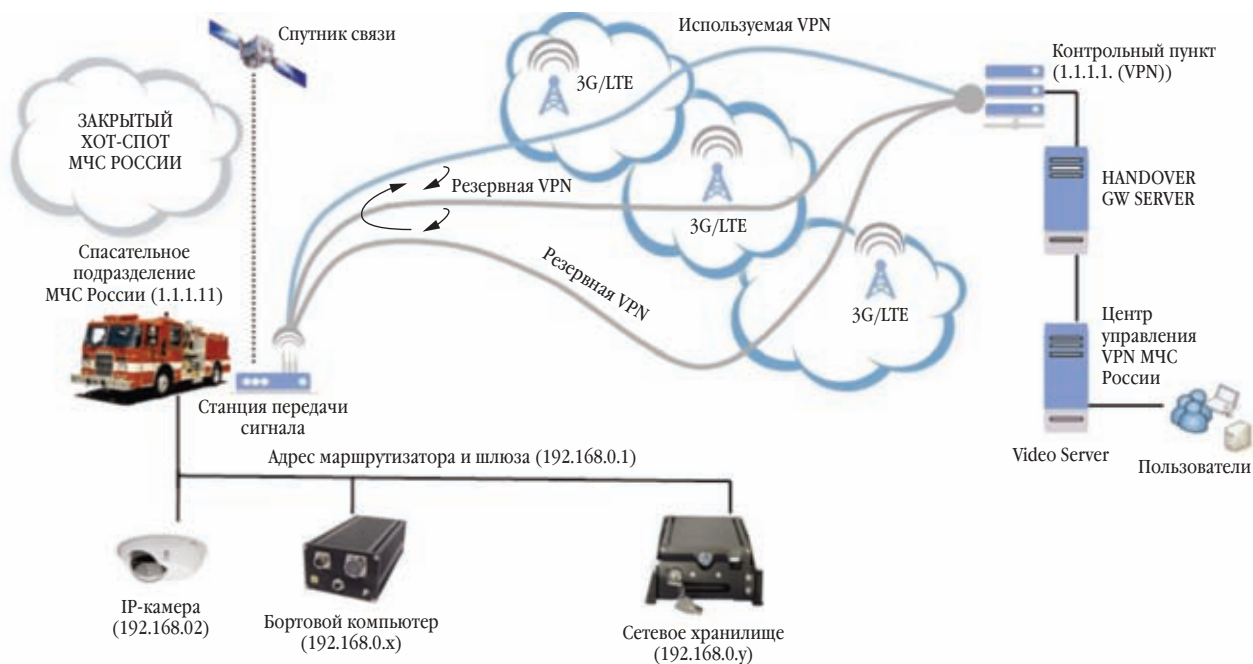 Спутник связи
Используемая VPN
Контрольный пункт
(1.1.1.1. (VPN))
3G/LTE
ЗАКРЫТЫЙ
ХОТ-СПОТ
МЧС РОССИИ
Резервная VPN
3G/LTE
HANDOVER
GW SERVER
Спасательное
подразделение
МЧС России (1.1.1.11)
Резервная VPN
3G/LTE
Центр
управления
VPN МЧС
России
Станция передачи
сигнала
Video Server
Пользователи
Адрес маршрутизатора и шлюза (192.168.0.1)
IP-камера
(192.168.02)
Бортовой компьютер
(192.168.0.x)
Сетевое хранилище
(192.168.0.y)